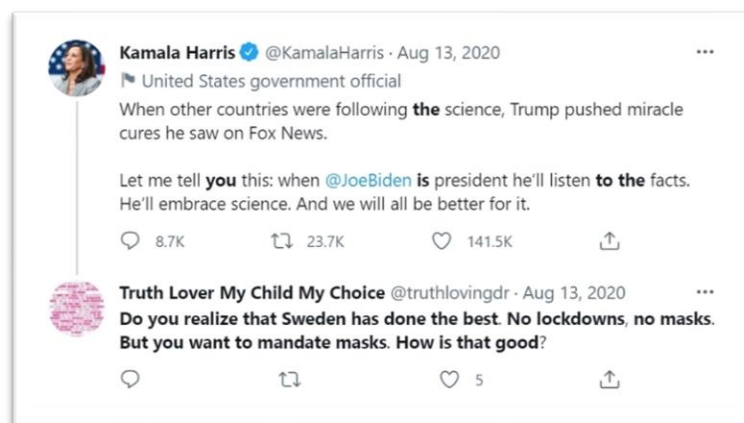 Kamala Harris @KamalaHarris · Aug 13, 2020
United States government official
When other countries were following the science, Trump pushed miracle
cures he saw on Fox News.
Let me tell you this: when @JoeBiden is president he'll listen to the facts.
He'll embrace science. And we will all be better for it.
8.7K 23.7K 141.5K
Truth Lover My Child My Choice @truthlovingdr · Aug 13, 2020
Do you realize that Sweden has done the best. No lockdowns, no masks.
But you want to mandate masks. How is that good?
5